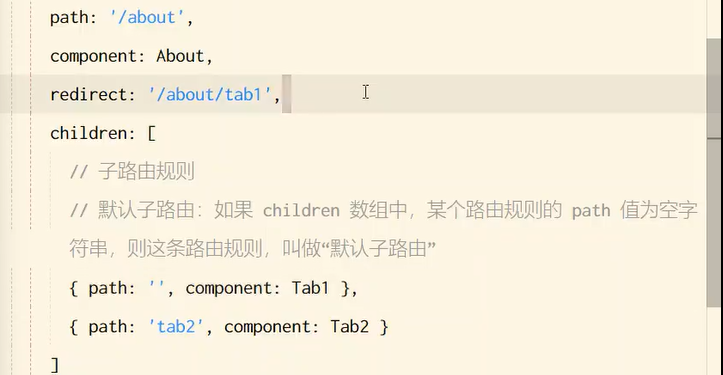 path: '/about',
component: About,
redirect: '/about/tab1',
children: [
// 子路由规则
// 默认子路由：如果 children 数组中，某个路由规则的 path 值为空字
符串，则这条路由规则，叫做“默认子路由”
{ path: '', component: Tab1 },
{ path: 'tab2', component: Tab2 }
]